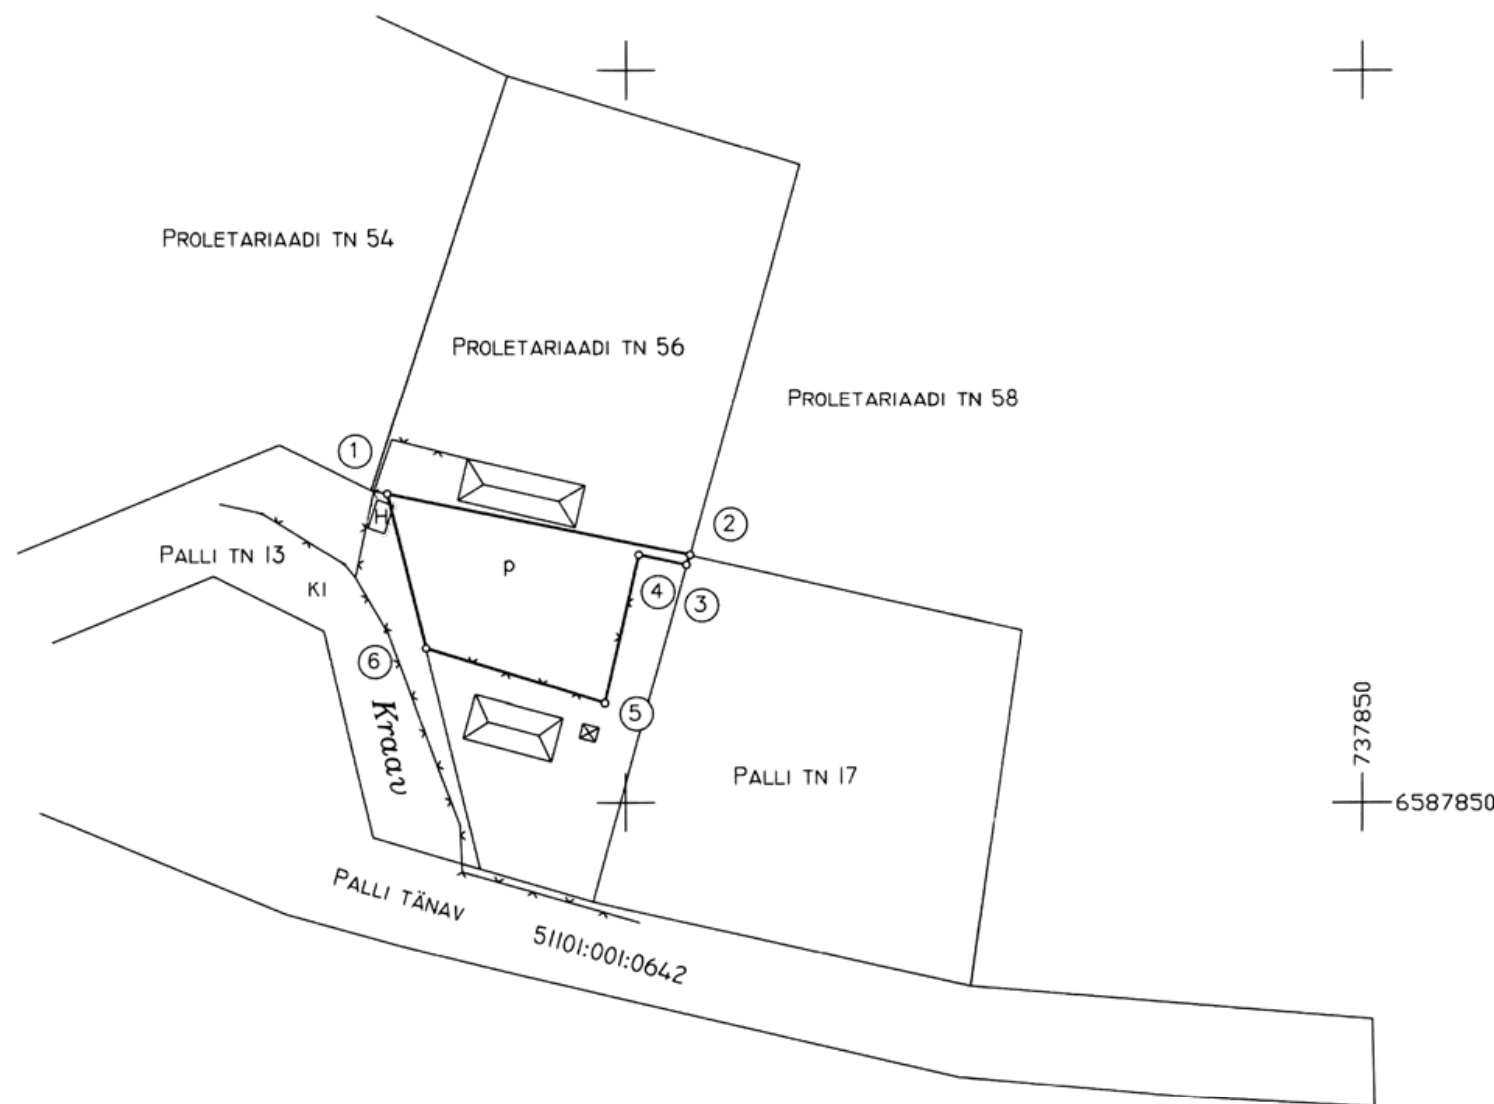 PROLETARIAADI TN 54
PROLETARIAADI TN 56
PROLETARIAADI TN 58
1
2
H
PALLI TN 13
P
KI
4
3
6
5
Kraav
PALLI TN 17
737850
6587850
PALLI TÄNAV
51101:001:0642